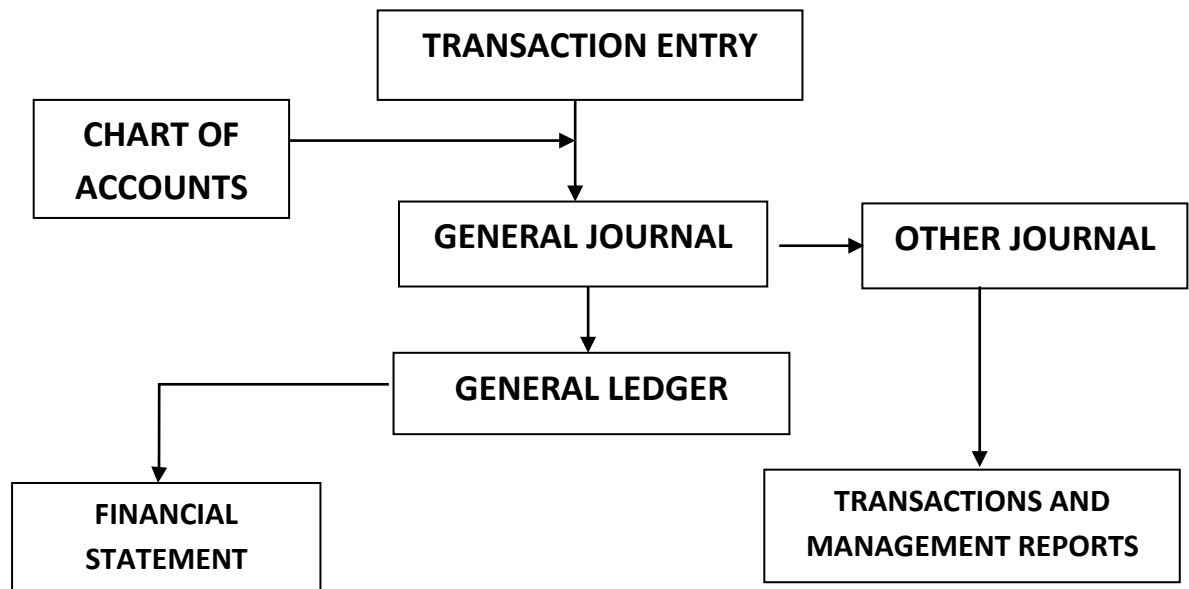 TRANSACTION ENTRY
CHART OF
ACCOUNTS
GENERAL JOURNAL
OTHER JOURNAL
GENERAL LEDGER
FINANCIAL
STATEMENT
TRANSACTIONS AND
MANAGEMENT REPORTS